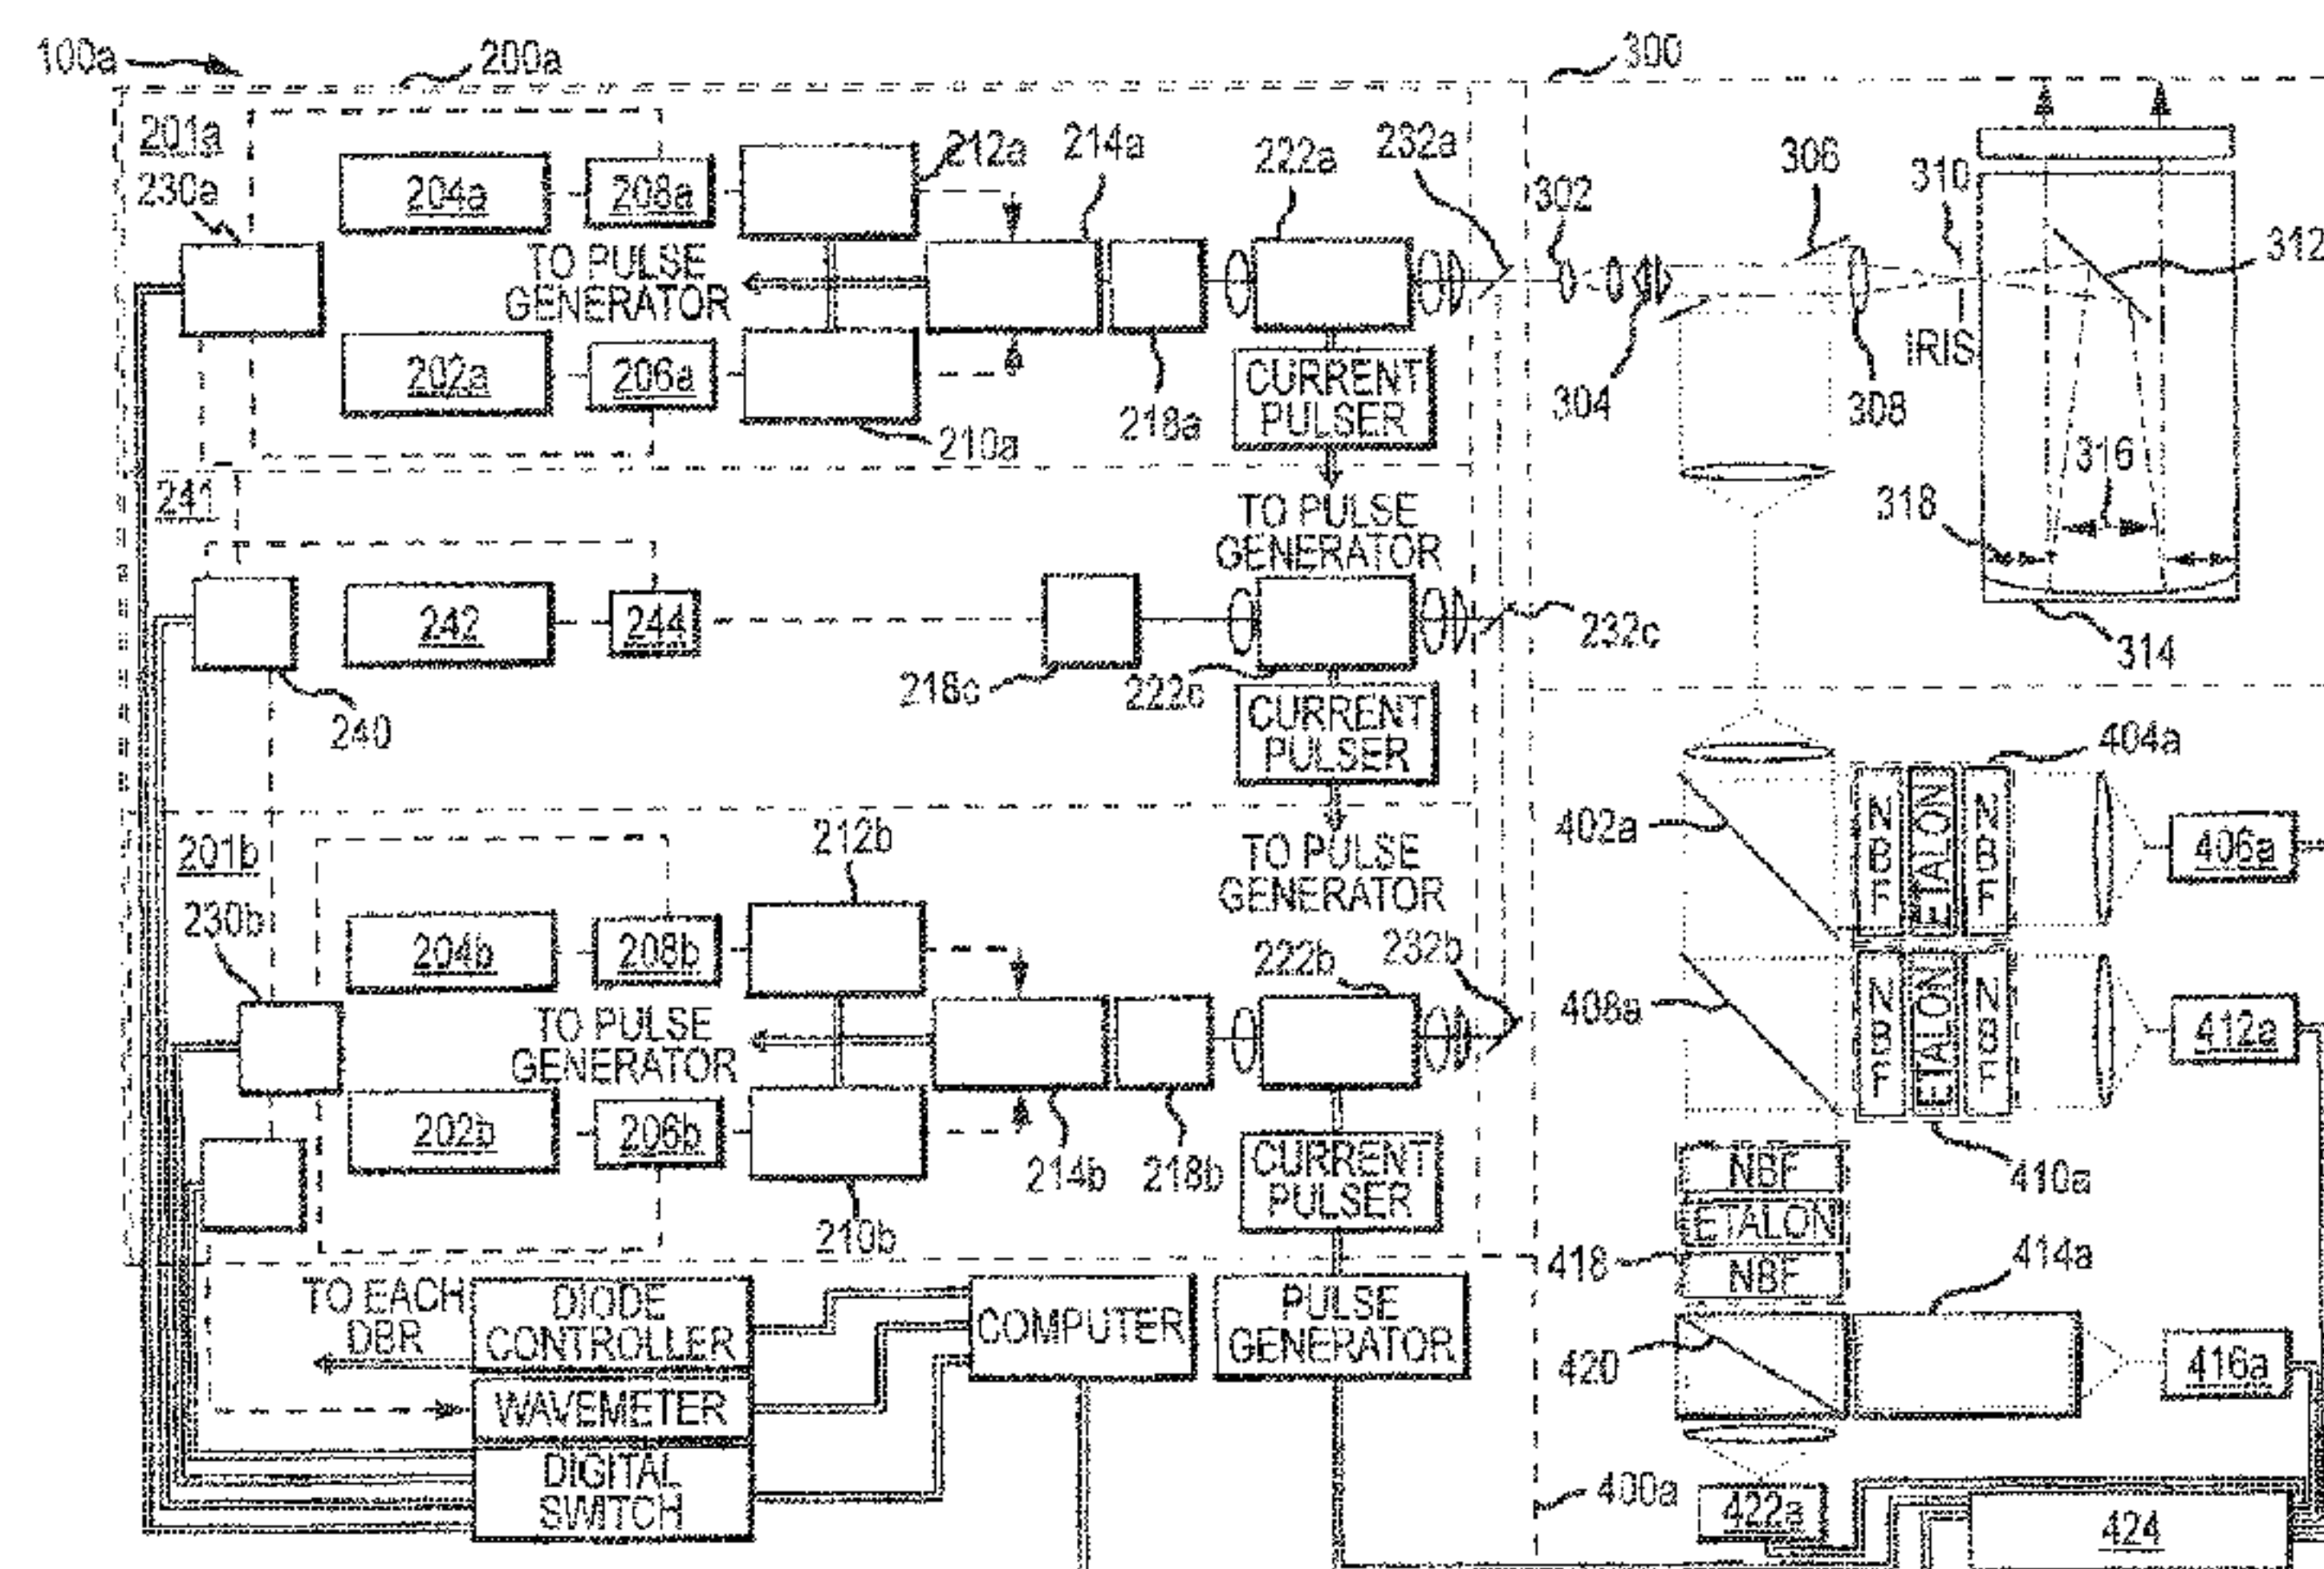 100a
200a
300
201a
230a
204a
208a
212a
214a
222a
232a
302
306
310
312
TO PULSE
GENERATOR
IRIS
202a
206a
210a
218a
CURRENT
PULSER
304
308
316
318
314
241
TO PULSE
GENERATOR
242
244
218c
222c
232c
240
CURRENT
PULSER
404a
402a
406a
201b
230b
212b
TO PULSE
GENERATOR
204b
208b
222b
232b
NBF
ETALON
NBF
408a
412a
TO PULSE
GENERATOR
NBF
ETALON
NBF
202b
206b
210b
214b
218b
CURRENT
PULSER
410a
NBF
ETALON
NBF
418
414a
TO EACH
DBR
DIODE
CONTROLLER
COMPUTER
PULSE
GENERATOR
420
416a
WAVEMETER
DIGITAL
SWITCH
400a
422a
424